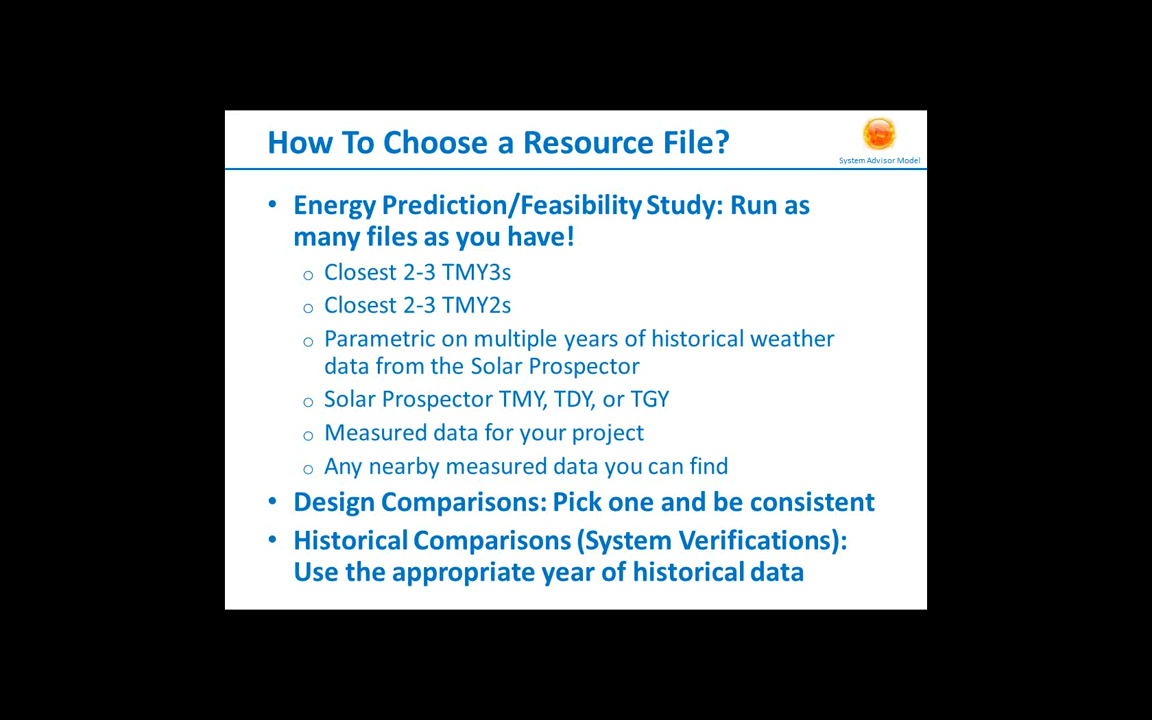 How To Choose a Resource File?
System Advisor Model
• Energy Prediction/Feasibility Study: Run as
many files as you have!
o Closest 2-3 TMY3s
o Closest 2-3 TMY2s
o Parametric on multiple years of historical weather
data from the Solar Prospector
o Solar Prospector TMY, TDY, or TGY
o Measured data for your project
o Any nearby measured data you can find
• Design Comparisons: Pick one and be consistent
• Historical Comparisons (System Verifications):
Use the appropriate year of historical data